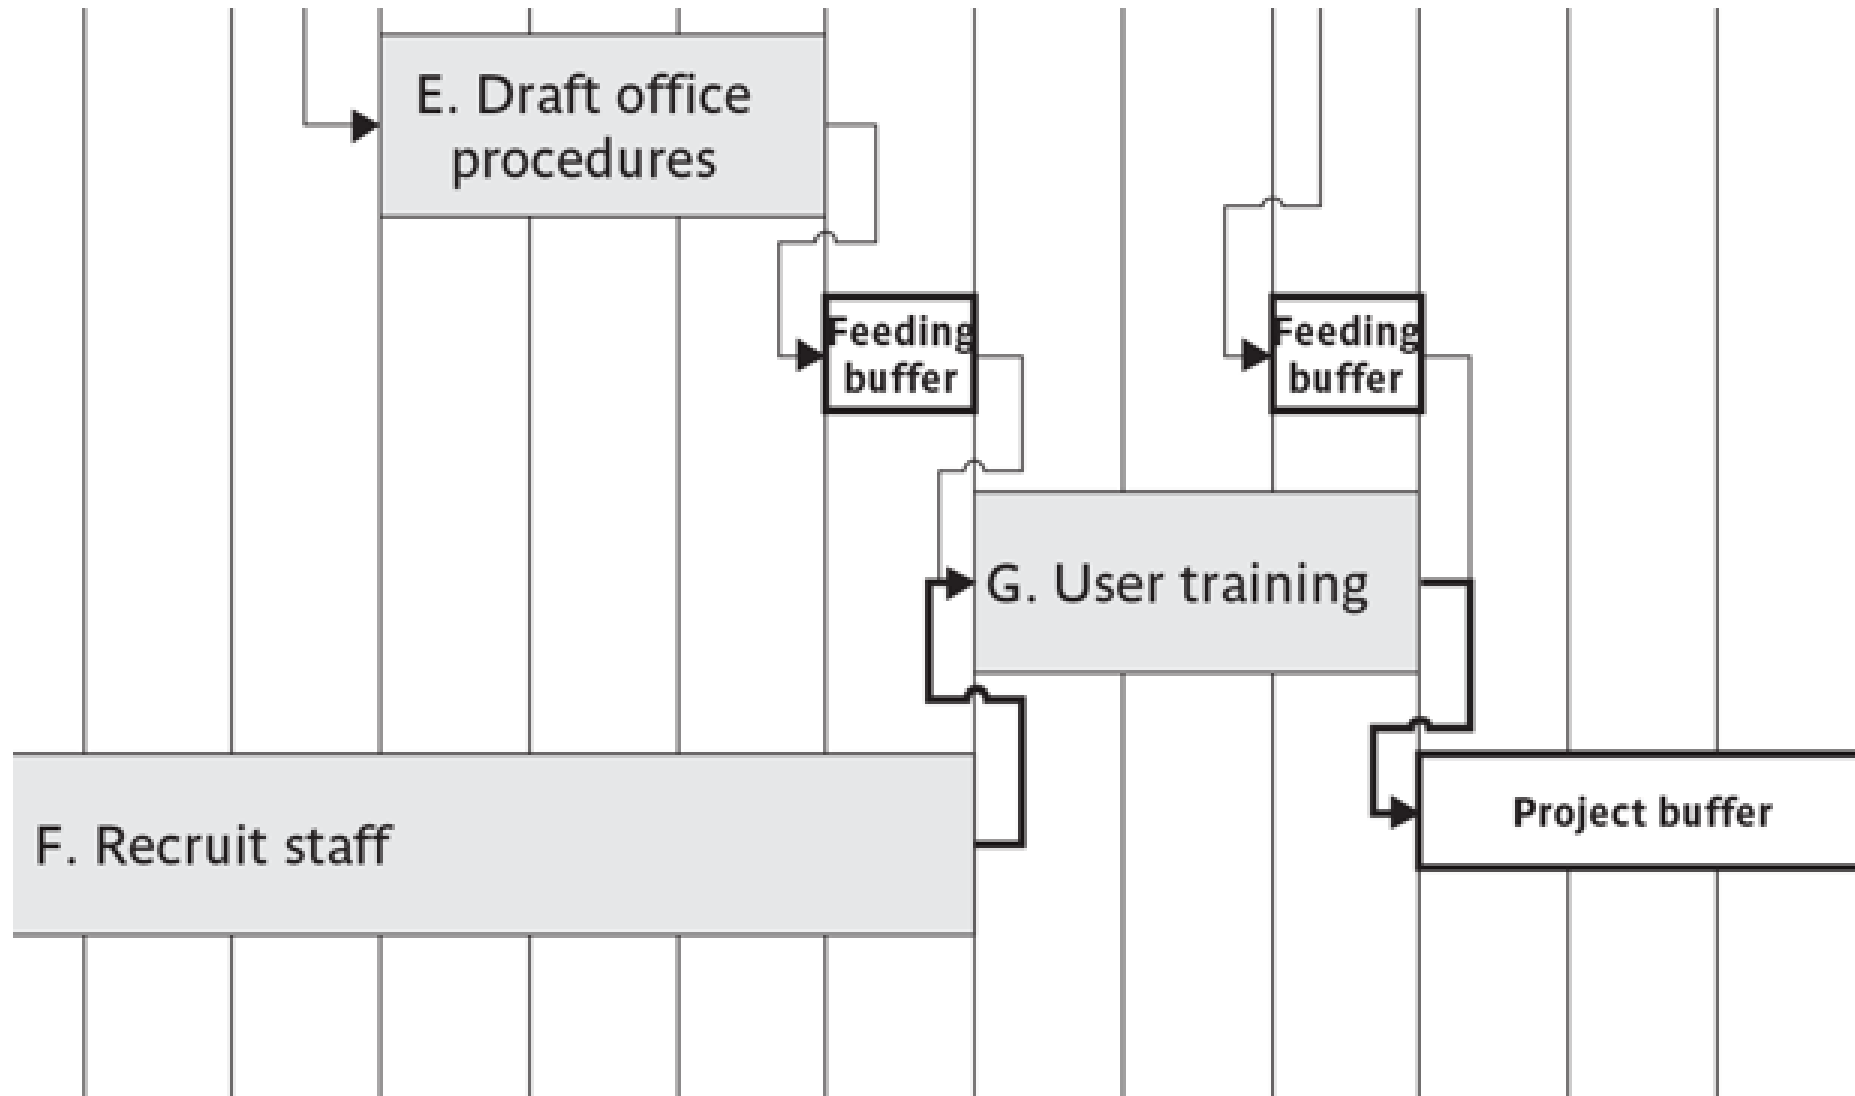 E. Draft office
procedures
Feeding
buffer
Feeding
buffer
G. User training
Project buffer
F. Recruit staff